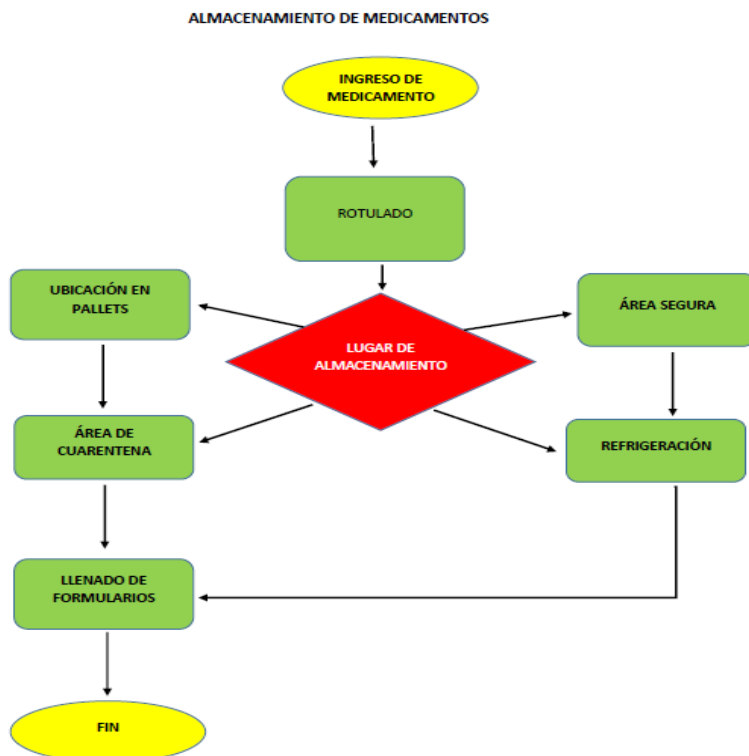 ALMACENAMIENTO DE MEDICAMENTOS
INGRESO DE
MEDICAMENTO
ROTULADO
UBICACIÓN EN
PALLETS
ÁREA SEGURA
LUGAR DE
ALMACENAMIENTO
ÁREA DE
CUARENTENA
REFRIGERACIÓN
LLENADO DE
FORMULARIOS
FIN